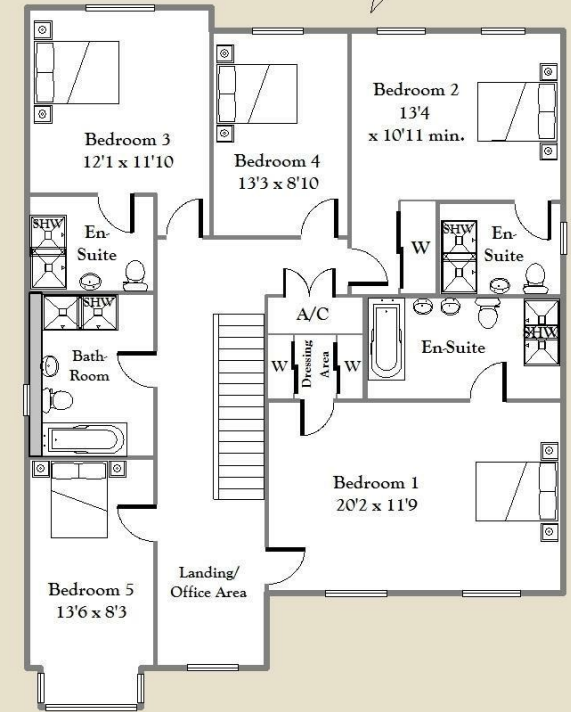 Bedroom 3
12'1 x 11'10
Bedroom 4
13'3 x 8'10
Bedroom 2
13'4
x 10'11 min.
SHW
En-
Suite
W
SHW
En-
Suite
A/C
SHW
Bath-
Room
W
Dressing
Area
W
En-Suite
SHW
Bedroom 1
20'2 x 11'9
Bedroom 5
13'6 x 8'3
Landing/
Office Area